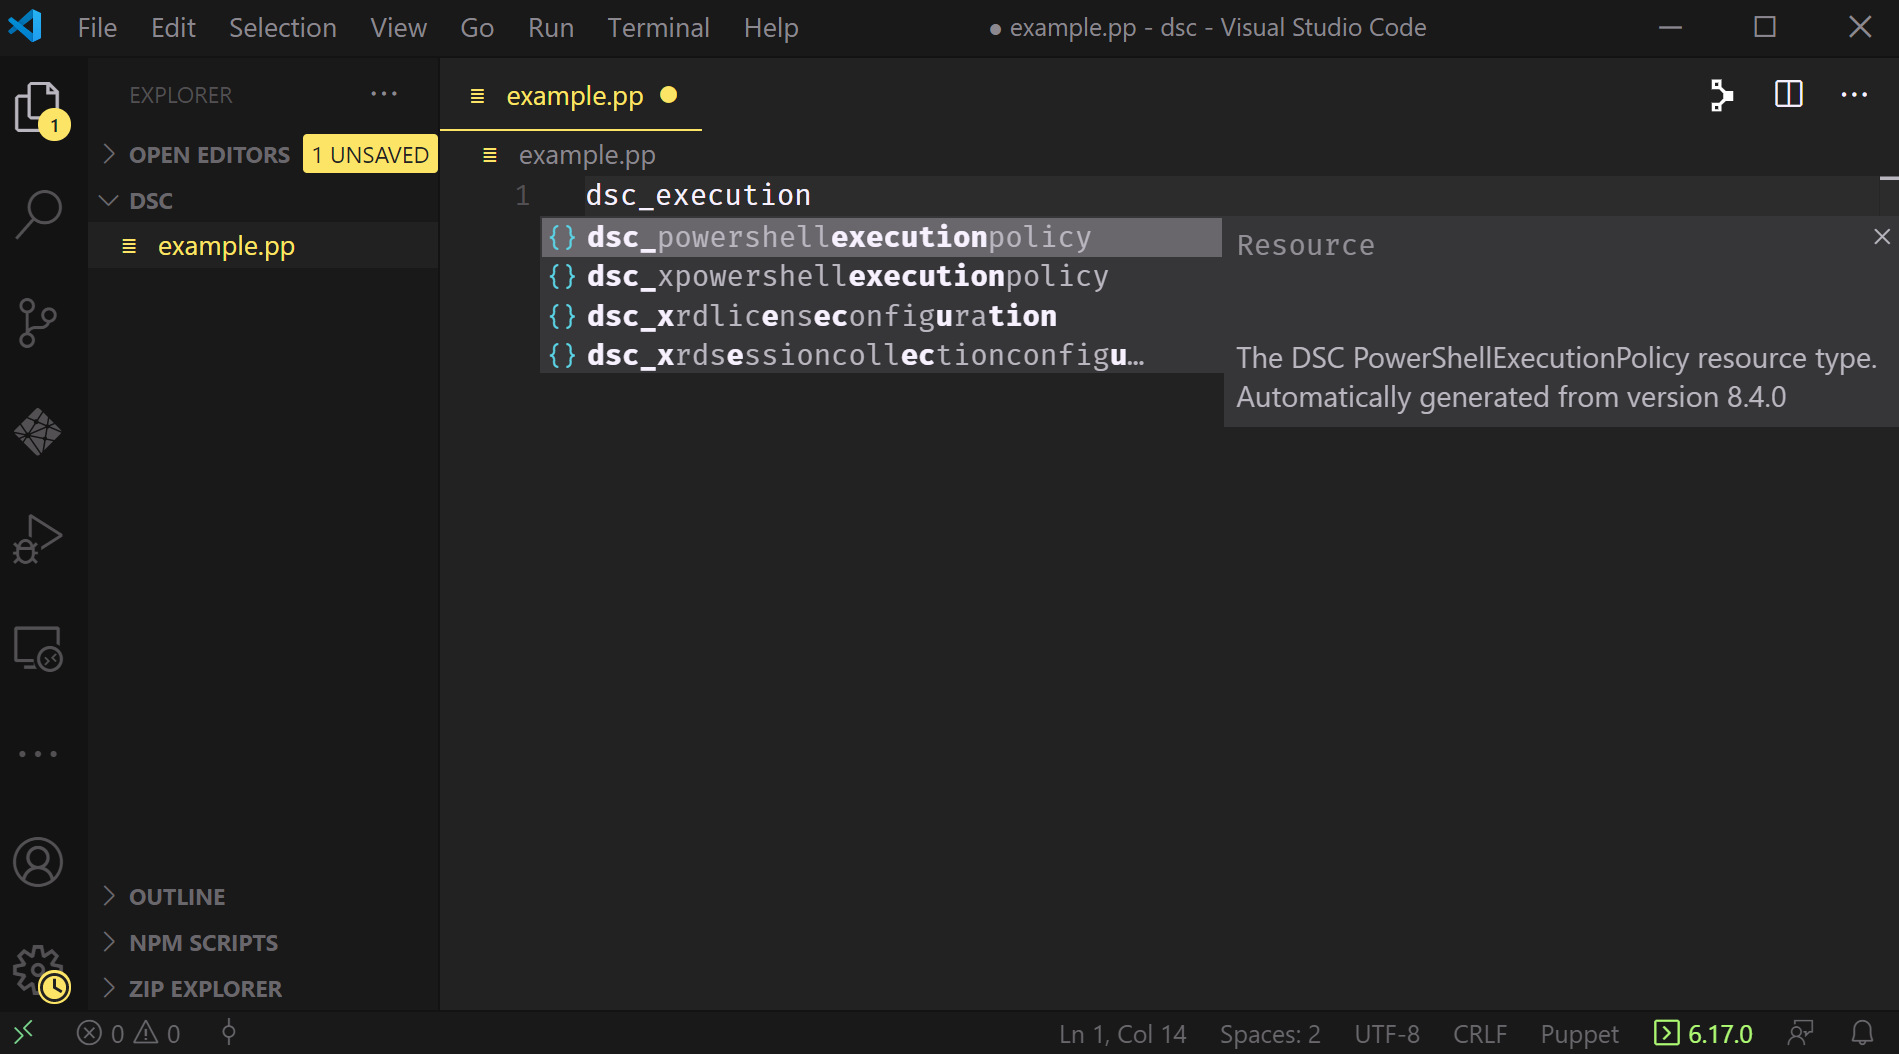 File Edit Selection View Go Run Terminal Help ● example.pp - dsc - Visual Studio Code
1
EXPLORER
OPEN EDITORS 1 UNSAVED
DSC
example.pp
OUTLINE
NPM SCRIPTS
ZIP EXPLORER
example.pp
example.pp
1 dsc_execution
{} dsc_powershellexecutionpolicy
{} dsc_xpowershellexecutionpolicy
{} dsc_xrdlicenseconfiguration
{} dsc_xrdsessioncollectionconfigu…
Resource
The DSC PowerShellExecutionPolicy resource type.
Automatically generated from version 8.4.0
0 0 Ln 1, Col 14 Spaces: 2 UTF-8 CRLF Puppet 6.17.0